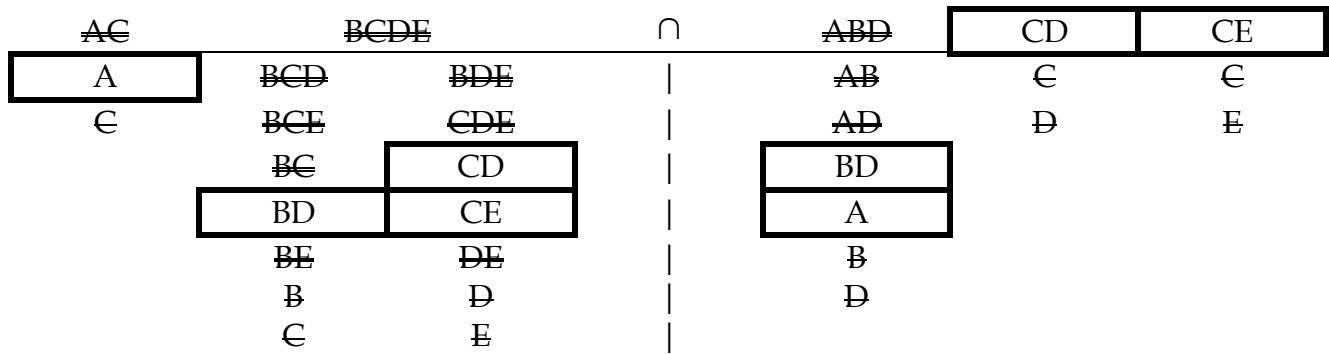 AC BCDE ∩ ABD CD CE
A BCD BDE | AB C C
C BCE CDE | AD D E
BC CD | BD
BD CE | A
BE DE | B
B D | D
C E |